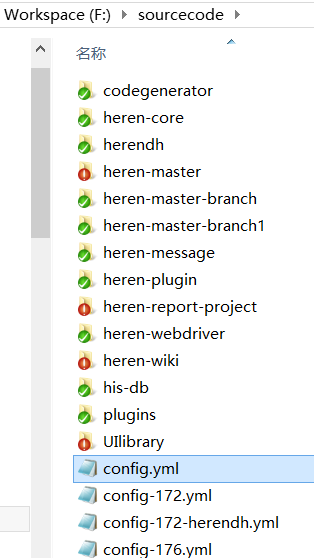 Workspace (F:) sourcecode
名称
codegenerator
heren-core
herendh
heren-master
heren-master-branch
heren-master-branch1
heren-message
heren-plugin
heren-report-project
heren-webdriver
heren-wiki
his-db
plugins
UIlibrary
config.yml
config-172.yml
config-172-herendh.yml
config-176.yml